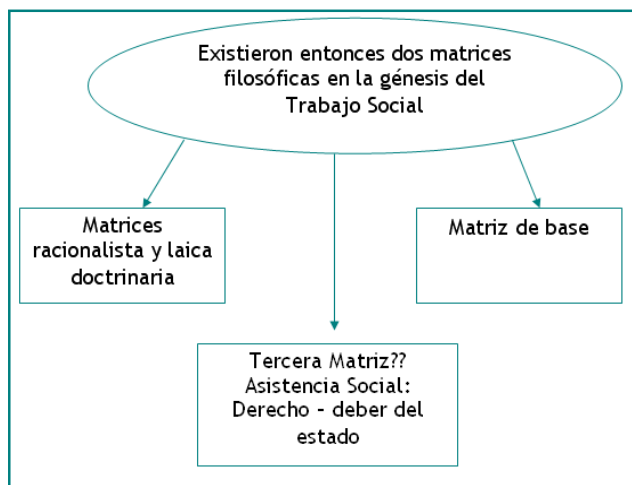 Existieron entonces dos matrices
filosóficas en la génesis del
Trabajo Social
Matrices
racionalista y laica
doctrinaria
Matriz de base
Tercera Matriz??
Asistencia Social:
Derecho - deber del
estado